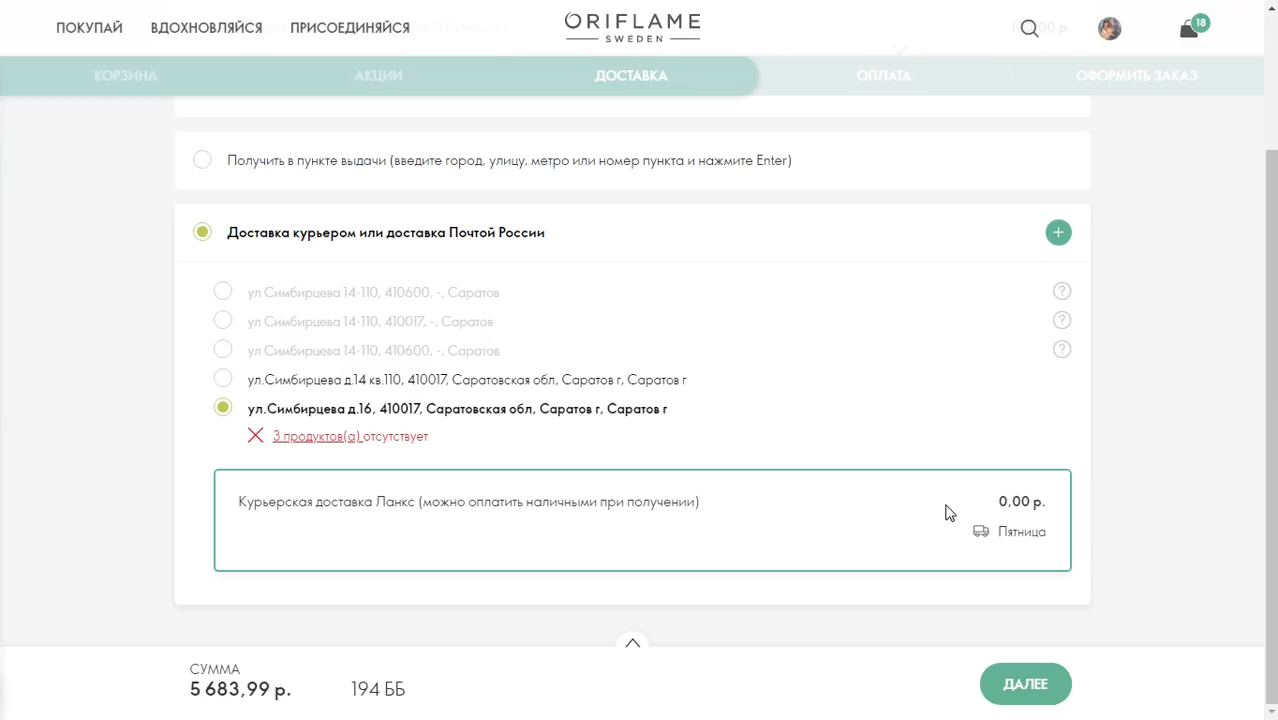 ПОКУПАЙ ВДОХНОВЛЯЙСЯ ПРИСОЕДИНЯЙСЯ
ORIFLAME
SWEDEN
18
КОРЗИНА АКЦИИ ДОСТАВКА ОПЛАТА ОФОРМИТЬ ЗАКАЗ
Получить в пункте выдачи (введите город, улицу, метро или номер пункта и нажмите Enter)
Доставка курьером или доставка Почтой России
ул Симбирцева 14-110, 410600, -, Саратов
ул Симбирцева 14-110, 410017, -, Саратов
ул Симбирцева 14-110, 410600, -, Саратов
ул.Симбирцева д.14 кв.110, 410017, Саратовская обл, Саратов г, Саратов г
ул.Симбирцева д.16, 410017, Саратовская обл, Саратов г, Саратов г
3 продуктов(а) отсутствует
Курьерская доставка Ланкс (можно оплатить наличными при получении) 0,00 р.
Пятница
СУММА
5 683,99 р. 194 ББ
ДАЛЕЕ